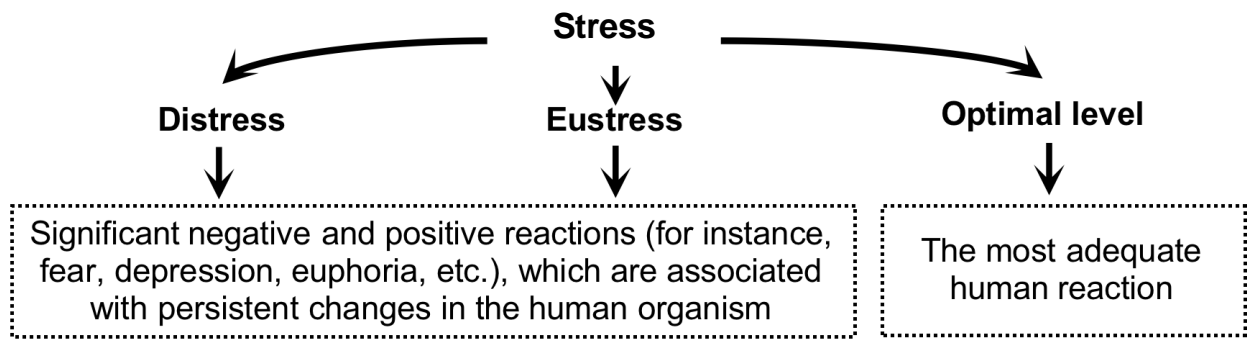 Stress
Distress
Eustress
Optimal level
Significant negative and positive reactions (for instance,
fear, depression, euphoria, etc.), which are associated
with persistent changes in the human organism
The most adequate
human reaction